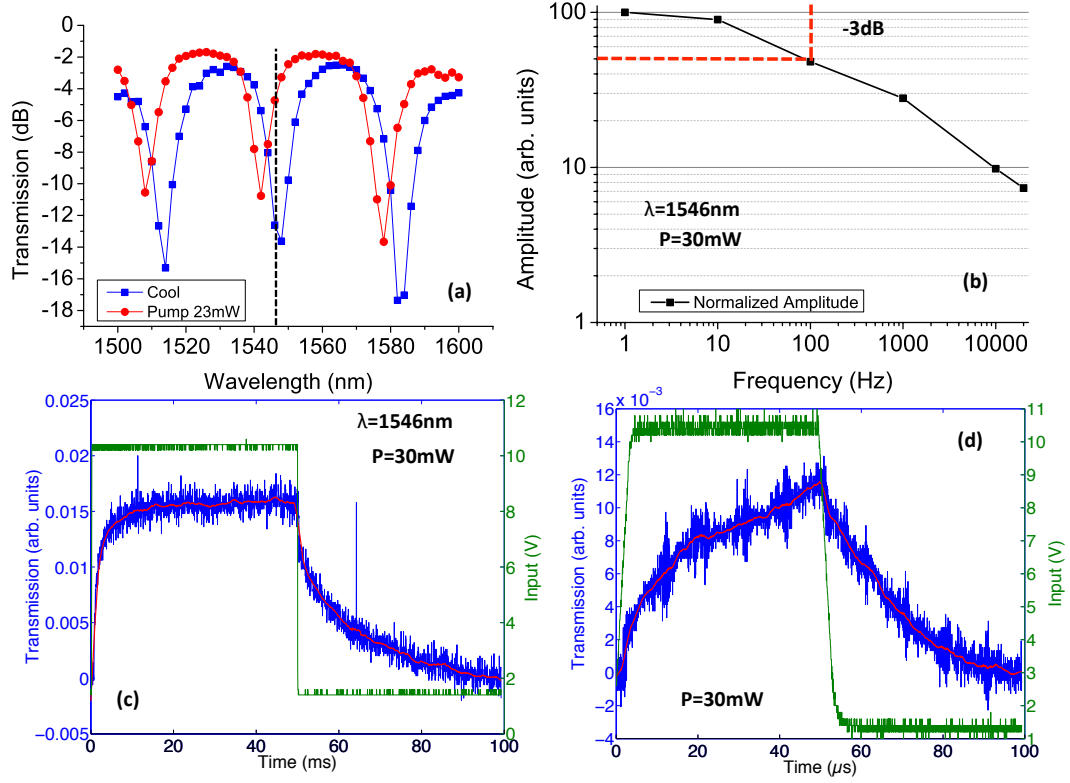 Transmission (dB)
0
-2
-4
-6
-8
-10
-12
-14
-16
-18
1500 1520 1540 1560 1580 1600
Wavelength (nm)
Cool
Pump 23mW
(a)
(b)
Amplitude (arb. units)
100
10
1
-3dB
λ=1546nm
P=30mW
(b)
Normalized Amplitude
1 10 100 1000 10000
Frequency (Hz)
Transmission (arb. units)
0.025
0.02
0.015
0.01
0.005
0
−0.005
λ=1546nm
P=30mW
(c)
12
10
8
6
4
2
0
Input (V)
0 20 40 60 80 100
Time (ms)
Transmission (arb. units)
x 10⁻³
16
14
12
10
8
6
4
2
0
−2
−4
(d)
P=30mW
11
10
9
8
7
6
5
4
3
2
1
Input (V)
0 20 40 60 80 100
Time (μs)